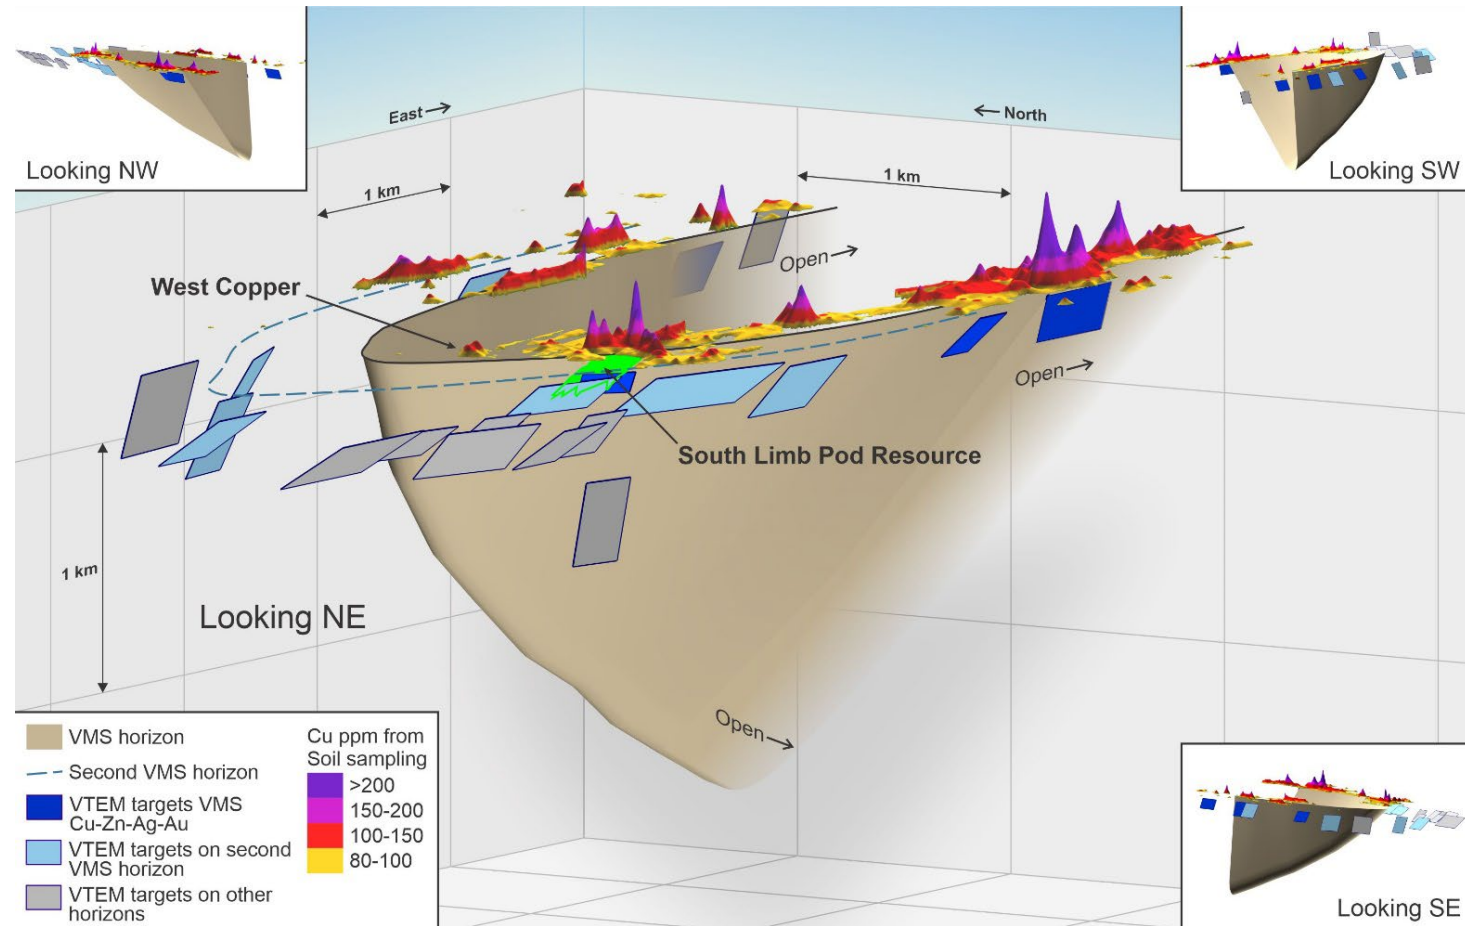 Looking NW
Looking SW
East →
← North
1 km
1 km
Open →
West Copper
Open →
South Limb Pod Resource
1 km
Looking NE
Open →
VMS horizon
Second VMS horizon
VTEM targets VMS
Cu-Zn-Ag-Au
VTEM targets on second
VMS horizon
VTEM targets on other
horizons
Cu ppm from
Soil sampling
>200
150-200
100-150
80-100
Looking SE